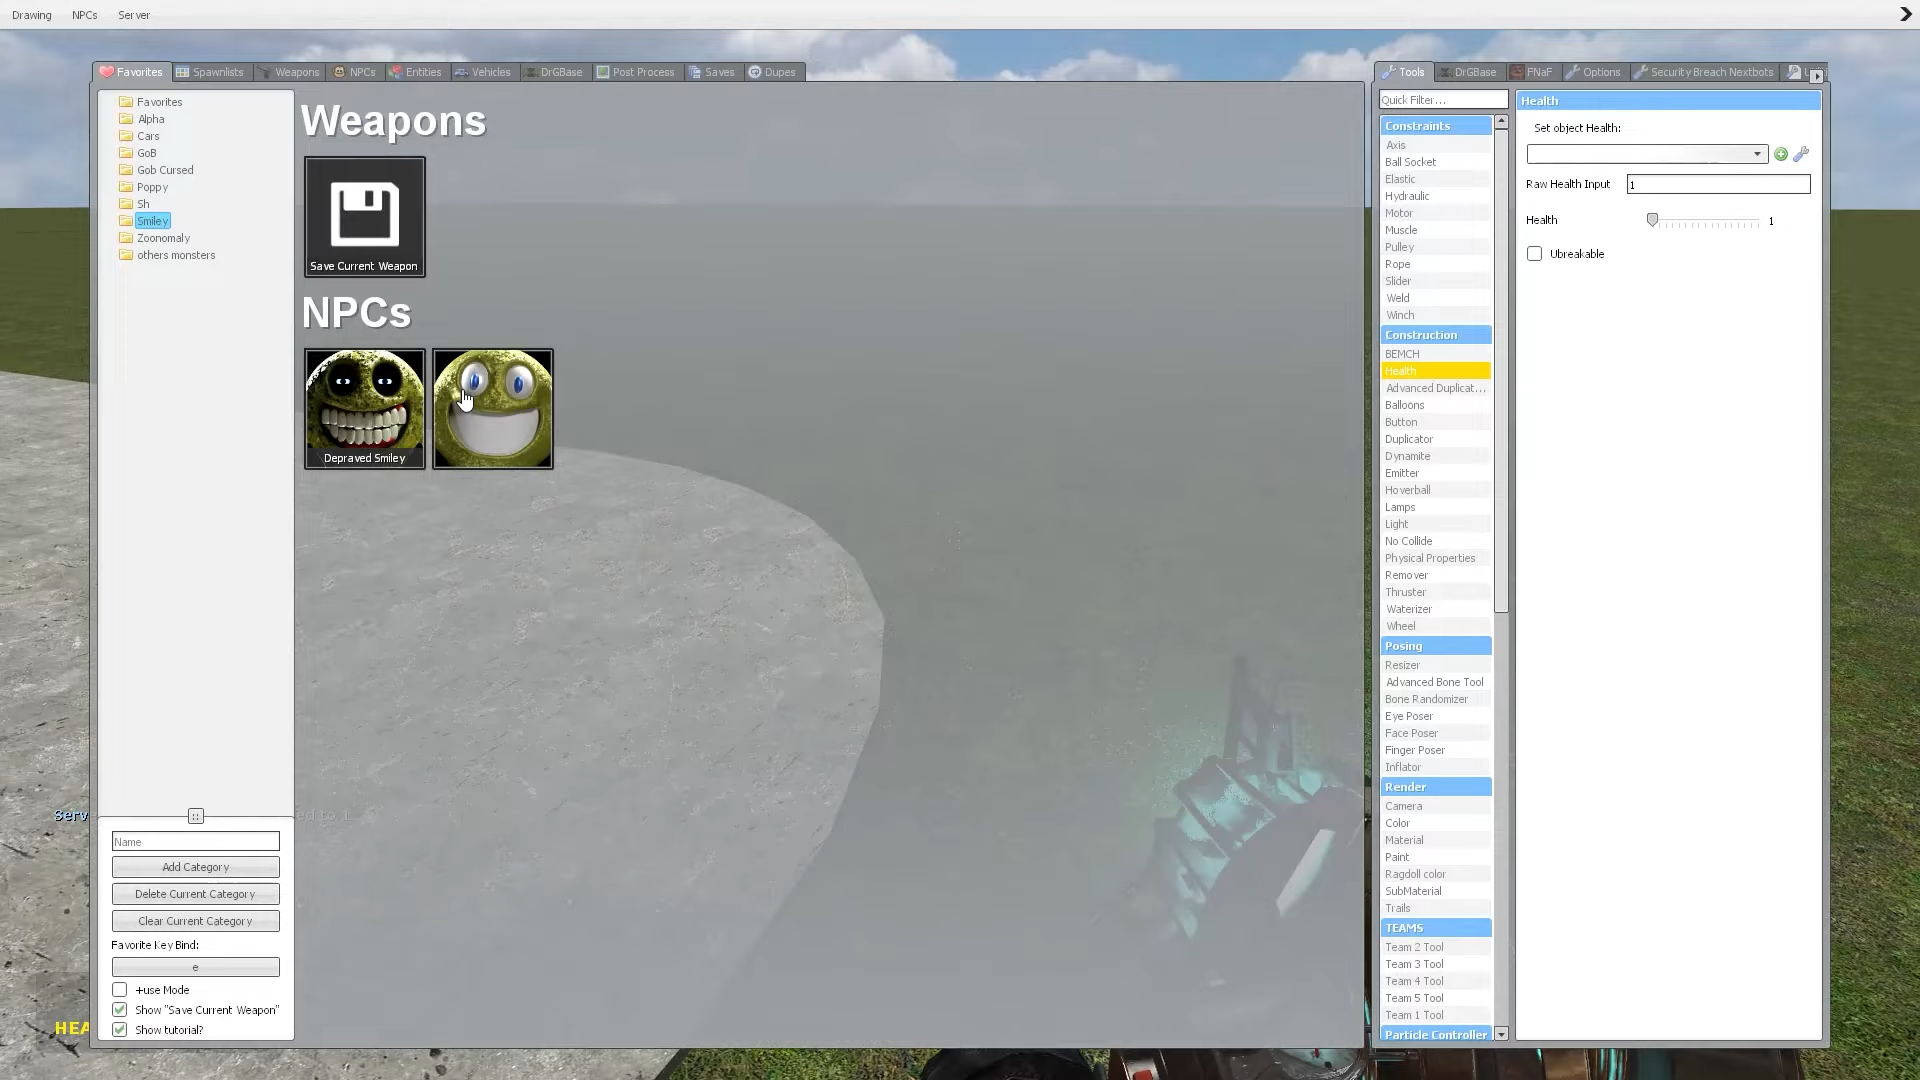 Drawing NPCs Server
Favorites Spawnlists Weapons NPCs Entities Vehicles DrGBase Post Process Saves Dupes
Favorites
Alpha
Cars
GoB
Gob Cursed
Poppy
Sh
Smiley
Zoonomaly
others monsters
Name
Add Category
Delete Current Category
Clear Current Category
Favorite Key Bind:
e
+use Mode
Show "Save Current Weapon"
Show tutorial?
Weapons
Save Current Weapon
NPCs
Depraved Smiley
Serv
ed to 1
HEA
Tools DrGBase FNaF Options Security Breach Nextbots
Quick Filter...
Constraints
Axis
Ball Socket
Elastic
Hydraulic
Motor
Muscle
Pulley
Rope
Slider
Weld
Winch
Construction
BEMCH
Health
Advanced Duplicat...
Balloons
Button
Duplicator
Dynamite
Emitter
Hoverball
Lamps
Light
No Collide
Physical Properties
Remover
Thruster
Waterizer
Wheel
Posing
Resizer
Advanced Bone Tool
Bone Randomizer
Eye Poser
Face Poser
Finger Poser
Inflator
Render
Camera
Color
Material
Paint
Ragdoll color
SubMaterial
Trails
TEAMS
Team 2 Tool
Team 3 Tool
Team 4 Tool
Team 5 Tool
Team 1 Tool
Particle Controller
Health
Set object Health:
Raw Health Input 1
Health 1
Ubreakable